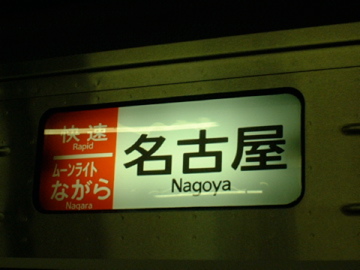 快速
Rapid
ムーンライト
ながら
Nagara
名古屋
Nagoya